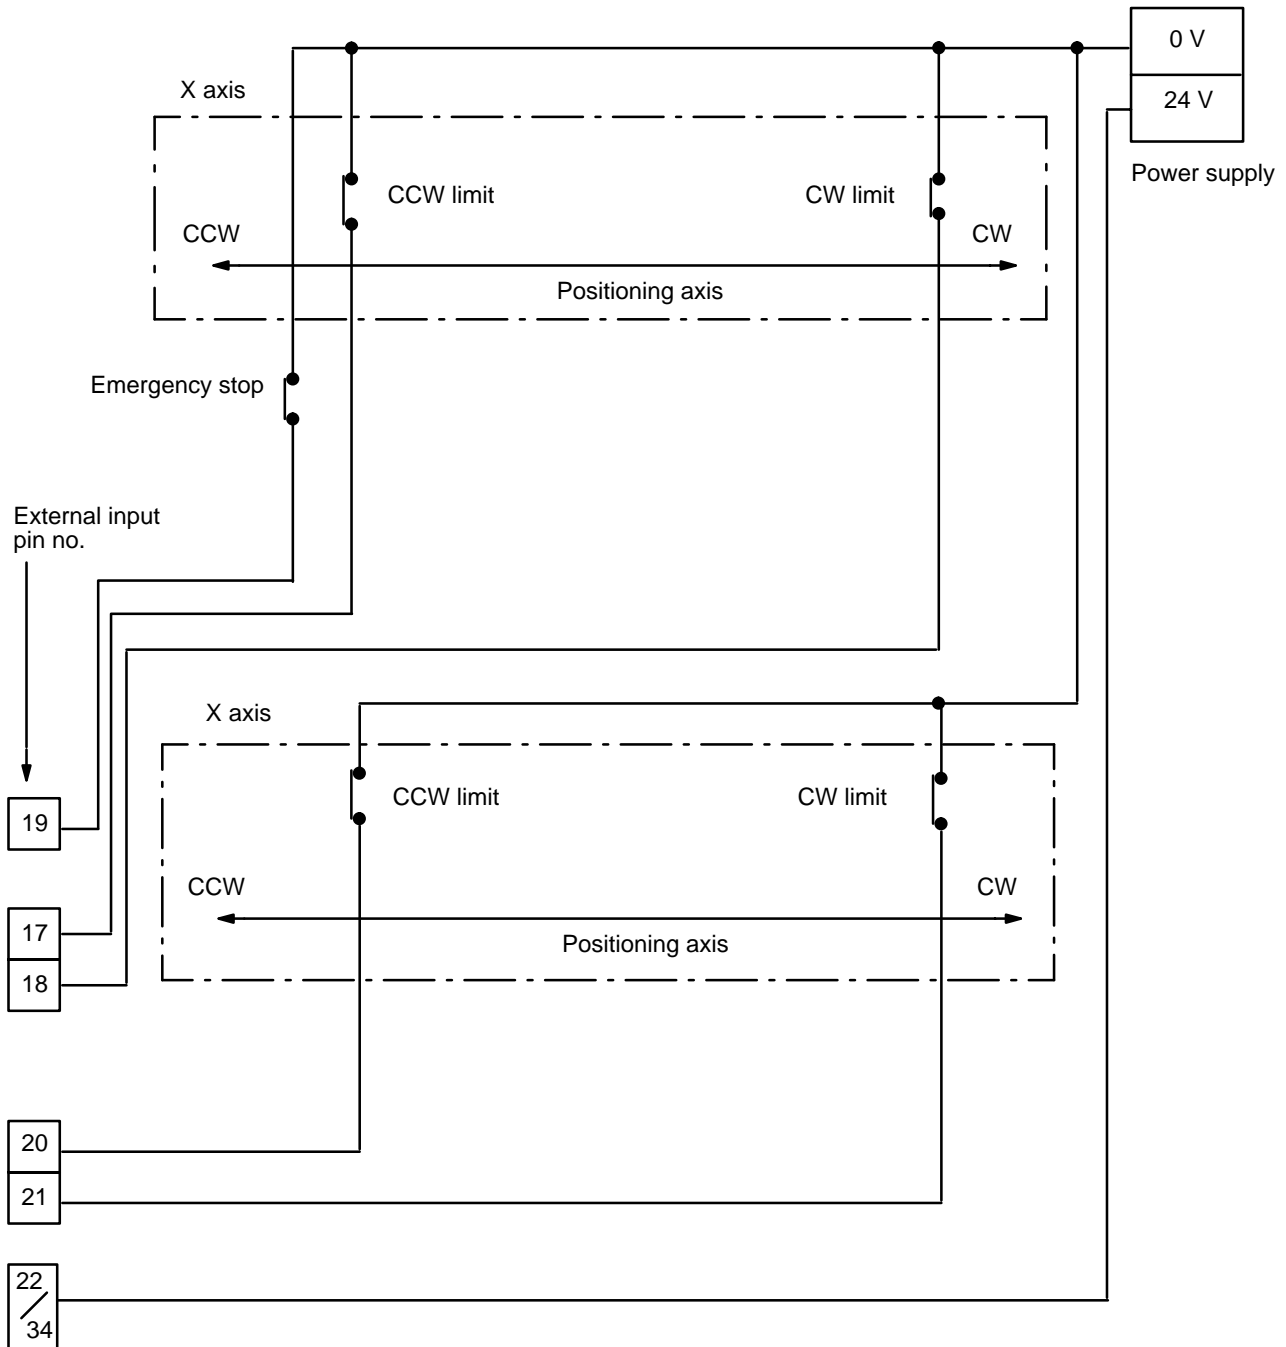 0 V
X axis
24 V
Power supply
CCW limit
CW limit
CCW
CW
Positioning axis
Emergency stop
External input
pin no.
X axis
CCW limit
CW limit
19
CCW
CW
17
Positioning axis
18
20
21
22
/
34